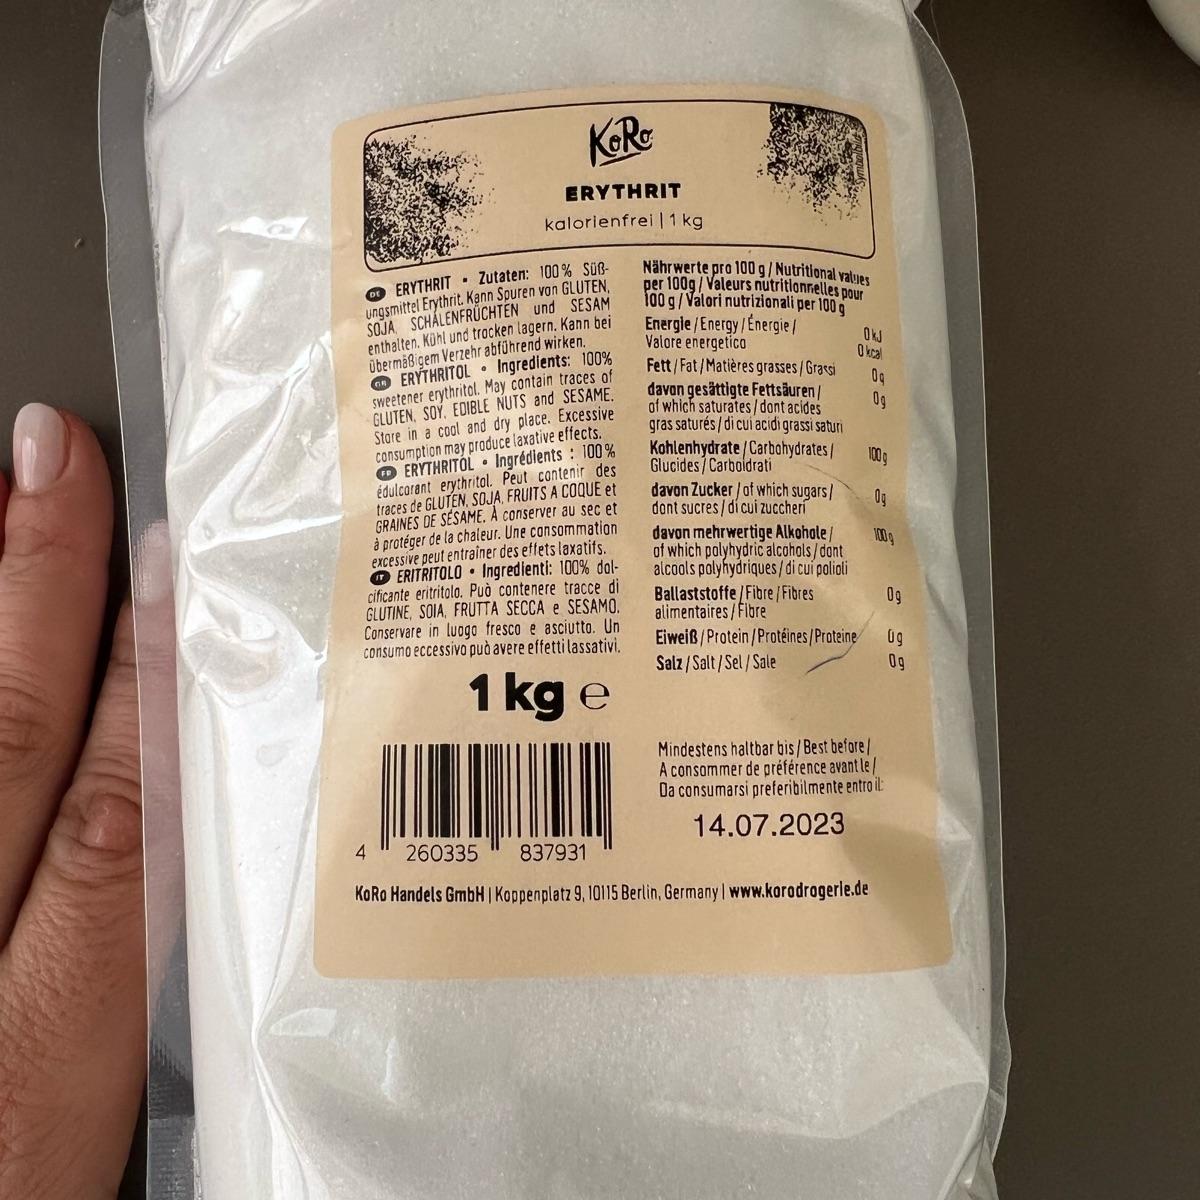 KoRo
ERYTHRIT
kalorienfrei | 1 kg
Symbolbild
DE ERYTHRIT • Zutaten: 100% Süß-
ungsmittel Erythrit. Kann Spuren von GLUTEN,
SOJA, SCHALENFRÜCHTEN und SESAM
enthalten. Kühl und trocken lagern. Kann bei
übermäßigem Verzehr abführend wirken.
GB ERYTHRITOL • Ingredients: 100%
sweetener erythritol. May contain traces of
GLUTEN, SOY, EDIBLE NUTS and SESAME.
Store in a cool and dry place. Excessive
consumption may produce laxative effects.
FR ERYTHRITOL • Ingrédients : 100%
édulcorant erythritol. Peut contenir des
traces de GLUTEN, SOJA, FRUITS A COQUE et
GRAINES DE SÉSAME. À conserver au sec et
à protéger de la chaleur. Une consommation
excessive peut entraîner des effets laxatifs.
IT ERITRITOLO • Ingredienti: 100% dol-
cificante eritritolo. Può contenere tracce di
GLUTINE, SOIA, FRUTTA SECCA e SESAMO.
Conservare in luogo fresco e asciutto. Un
consumo eccessivo può avere effetti lassativi.
1 kg e
4 260335 837931
Nährwerte pro 100 g / Nutritional values
per 100g / Valeurs nutritionnelles pour
100 g / Valori nutrizionali per 100 g
Energie / Energy / Énergie / 0 kJ
Valore energetico 0 kcal
Fett / Fat / Matières grasses / Grassi 0 g
davon gesättigte Fettsäuren / 0g
of which saturates / dont acides
gras saturés / di cui acidi grassi saturi
Kohlenhydrate / Carbohydrates / 100 g
Glucides / Carboidrati
davon Zucker / of which sugars / 0g
dont sucres / di cui zuccheri
davon mehrwertige Alkohole / 100 g
of which polyhydric alcohols / dont
alcools polyhydriques / di cui polioli
Ballaststoffe / Fibre / Fibres 0 g
alimentaires / Fibre
Eiweiß / Protein / Protéines / Proteine 0 g
Salz / Salt / Sel / Sale 0 g
Mindestens haltbar bis / Best before /
A consommer de préférence avant le /
Da consumarsi preferibilmente entro il:
14.07.2023
KoRo Handels GmbH | Koppenplatz 9, 10115 Berlin, Germany | www.korodrogerie.de